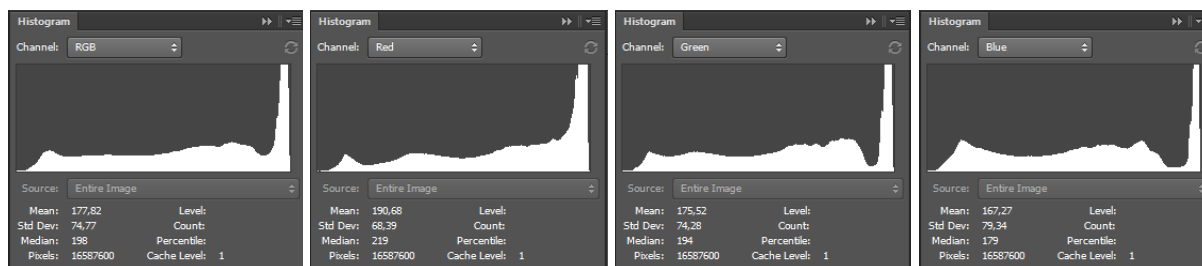 Histogram
Channel: RGB
Source: Entire Image
Mean: 177,82 Level:
Std Dev: 74,77 Count:
Median: 198 Percentile:
Pixels: 16587600 Cache Level: 1
Histogram
Channel: Red
Source: Entire Image
Mean: 190,68 Level:
Std Dev: 68,39 Count:
Median: 219 Percentile:
Pixels: 16587600 Cache Level: 1
Histogram
Channel: Green
Source: Entire Image
Mean: 175,52 Level:
Std Dev: 74,28 Count:
Median: 194 Percentile:
Pixels: 16587600 Cache Level: 1
Histogram
Channel: Blue
Source: Entire Image
Mean: 167,27 Level:
Std Dev: 79,34 Count:
Median: 179 Percentile:
Pixels: 16587600 Cache Level: 1